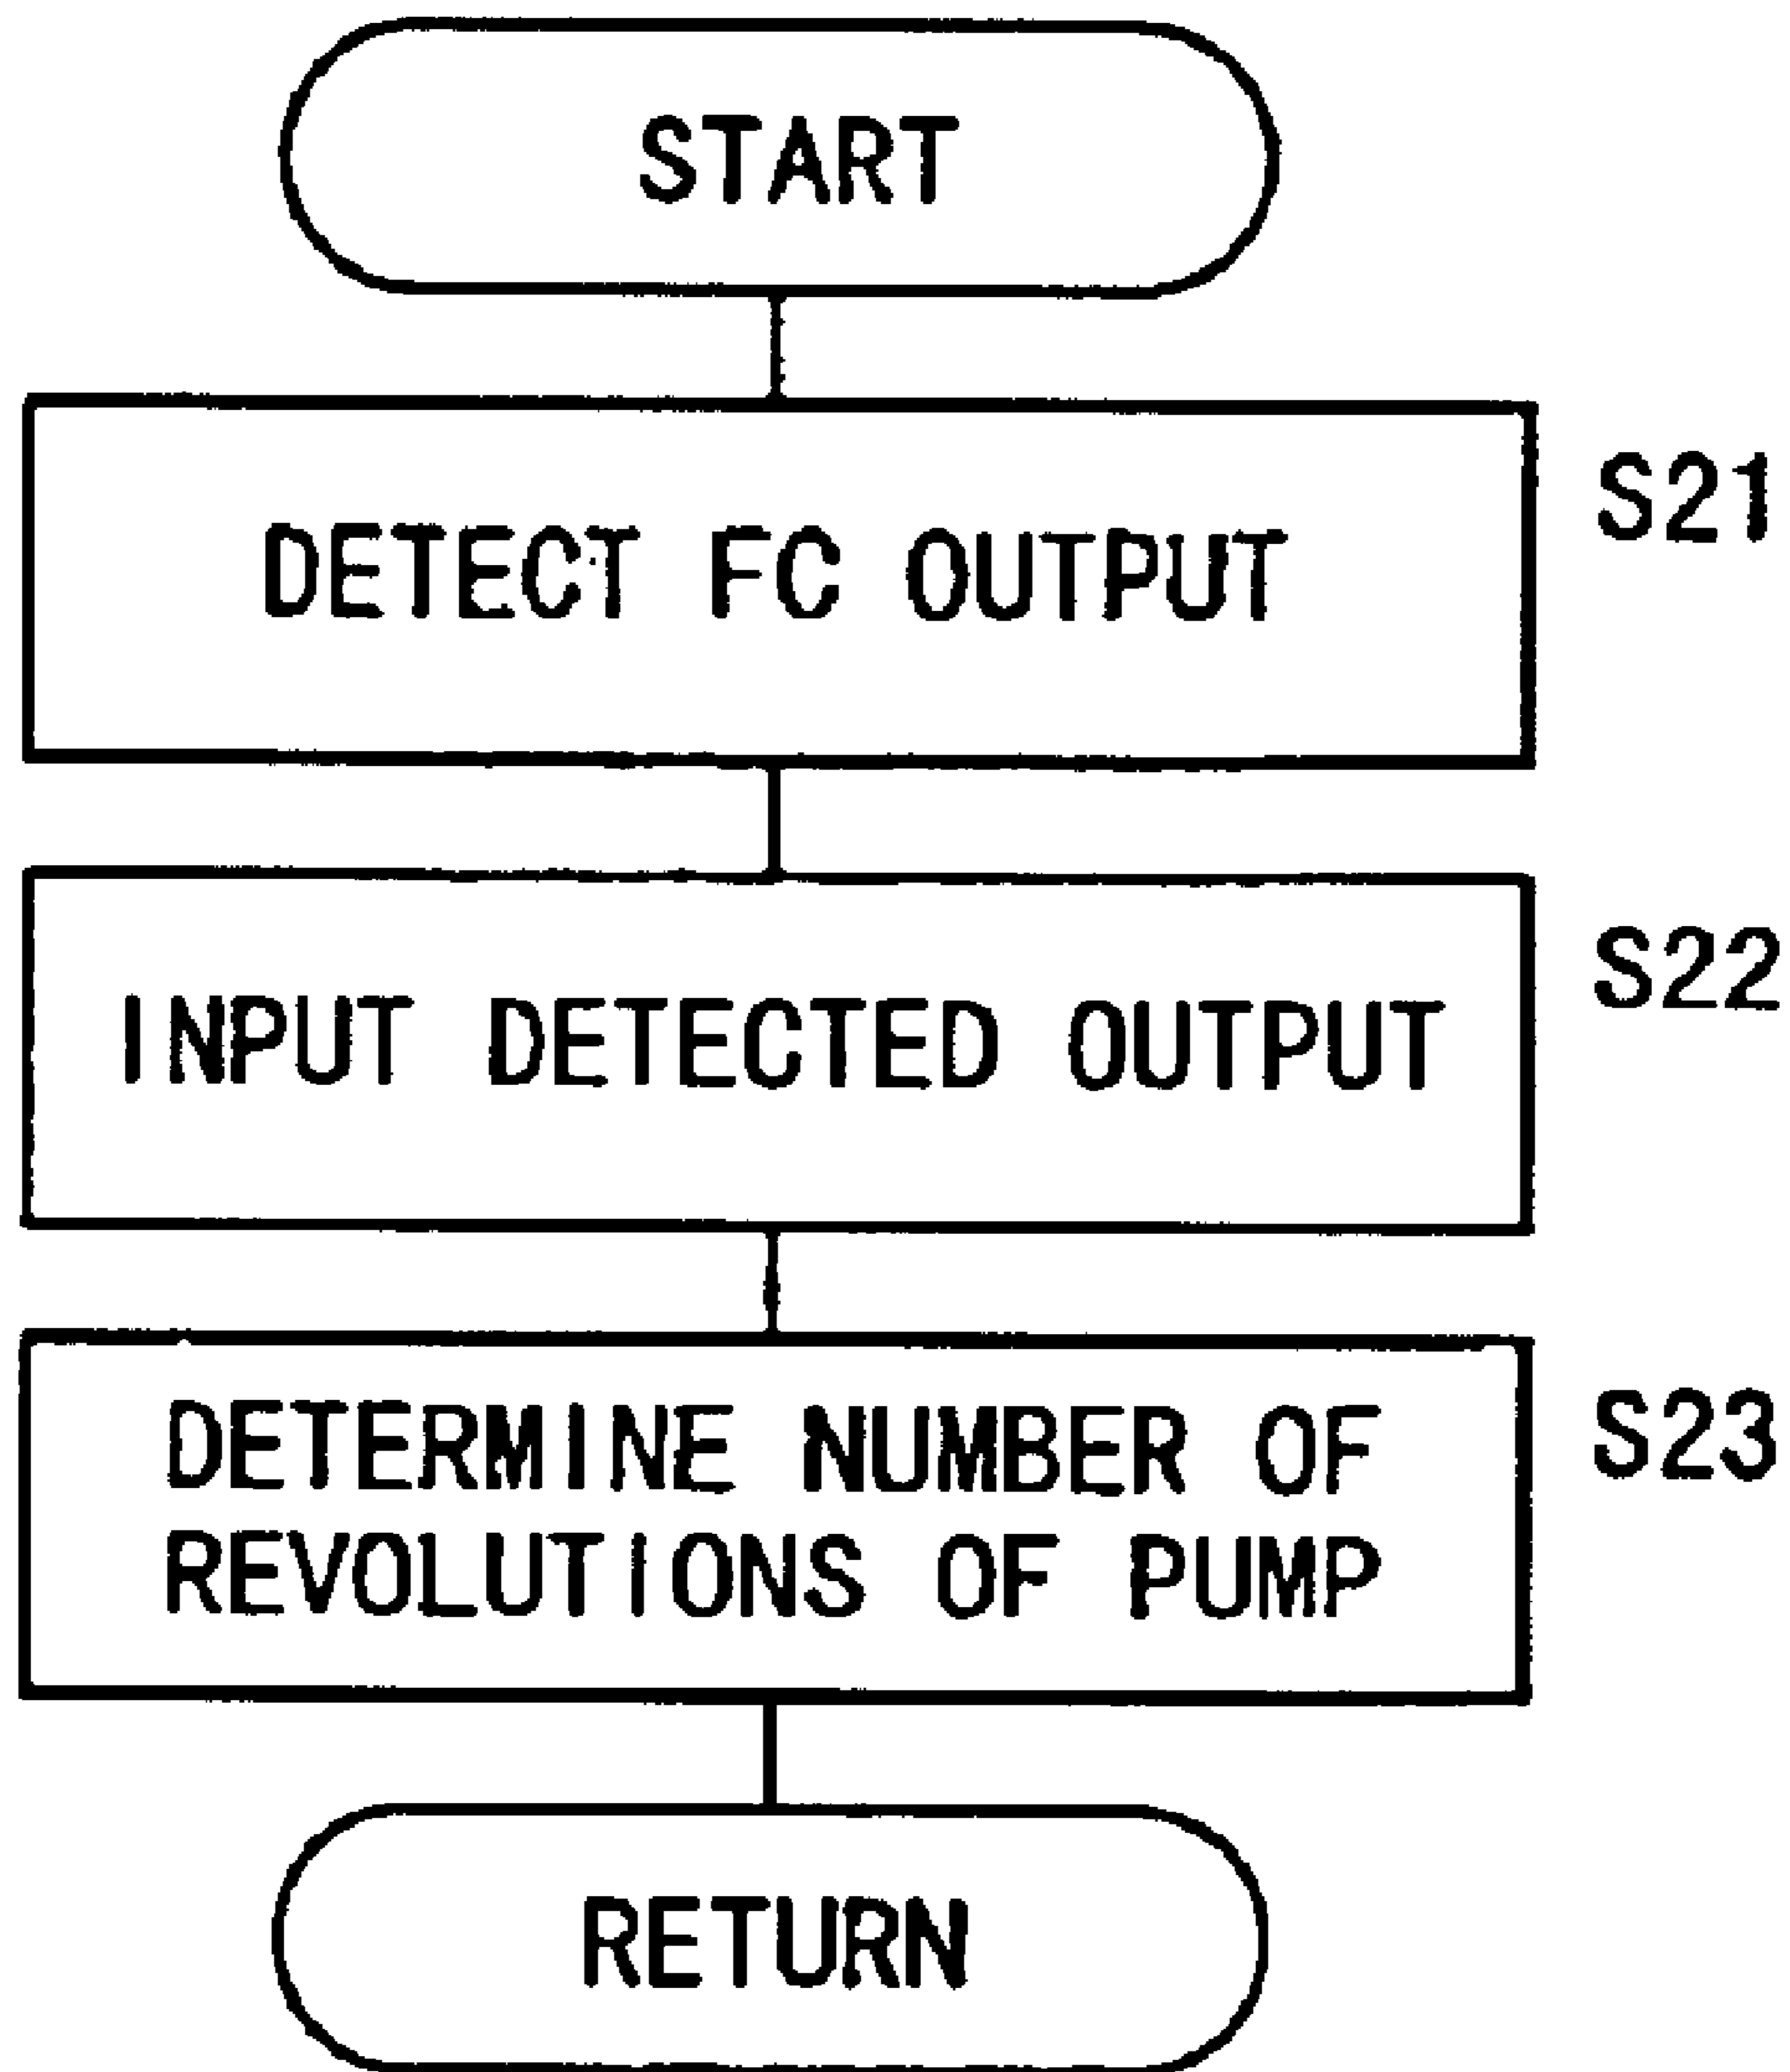 START
DETECT FC OUTPUT
S21
INPUT DETECTED OUTPUT
S22
DETERMINE NUMBER OF
REVOLUTIONS OF PUMP
S23
RETURN